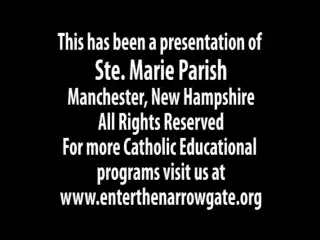 This has been a presentation of
Ste. Marie Parish
Manchester, New Hampshire
All Rights Reserved
For more Catholic Educational
programs visit us at
www.enterthenarrowgate.org